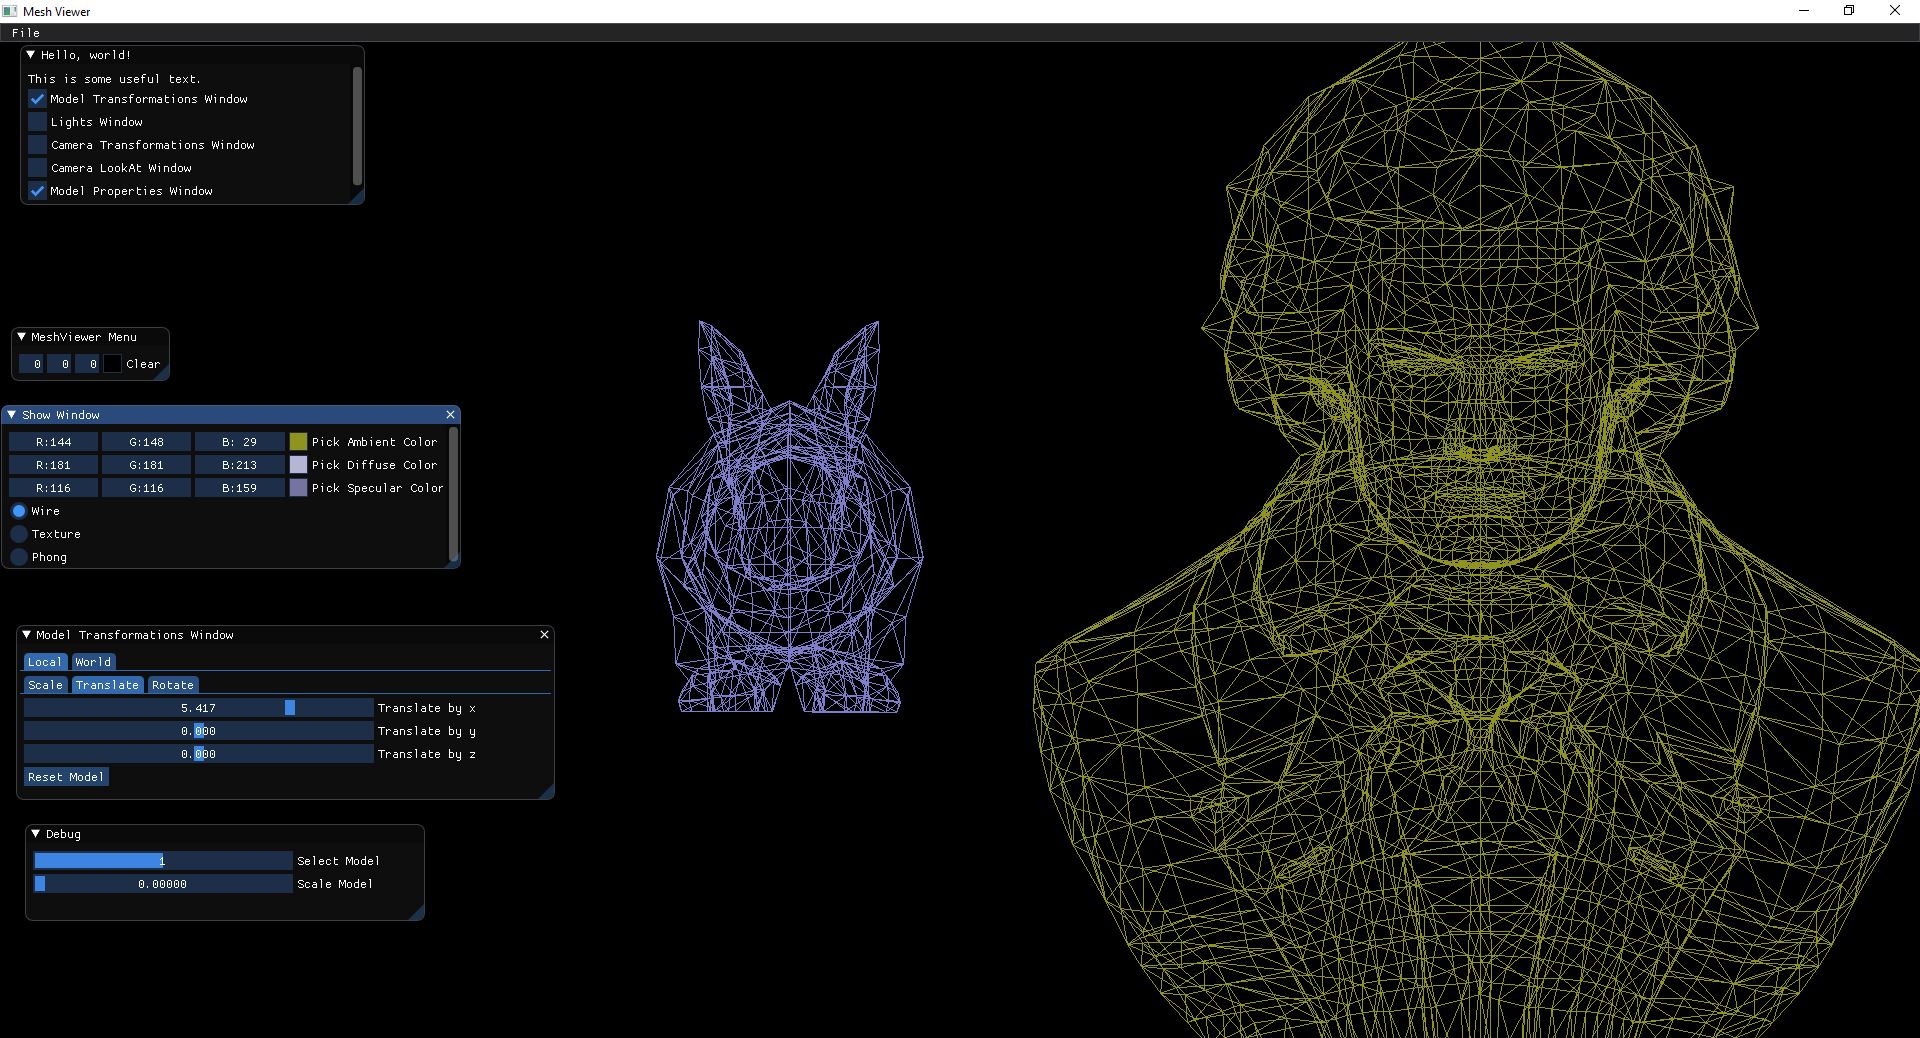 Mesh Viewer
File
Hello, world!
This is some useful text.
Model Transformations Window
Lights Window
Camera Transformations Window
Camera LookAt Window
Model Properties Window
MeshViewer Menu
0 0 0 Clear
Show Window
R:144 G:148 B: 29 Pick Ambient Color
R:181 G:181 B:213 Pick Diffuse Color
R:116 G:116 B:159 Pick Specular Color
Wire
Texture
Phong
Model Transformations Window
Local World
Scale Translate Rotate
5.417 Translate by x
0.000 Translate by y
0.000 Translate by z
Reset Model
Debug
1 Select Model
0.00000 Scale Model